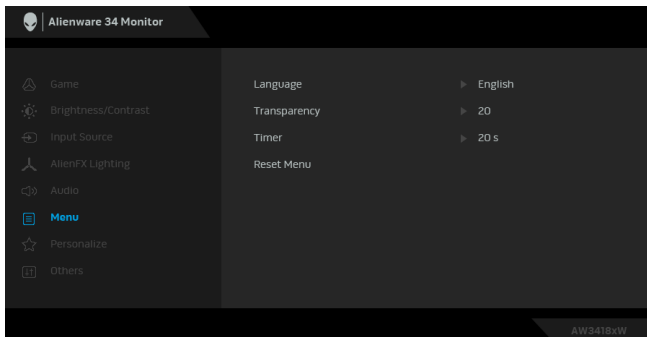 Alienware 34 Monitor
Game
Brightness/Contrast
Input Source
AlienFX Lighting
Audio
Menu
Personalize
Others
Language English
Transparency 20
Timer 20 s
Reset Menu
AW3418xW